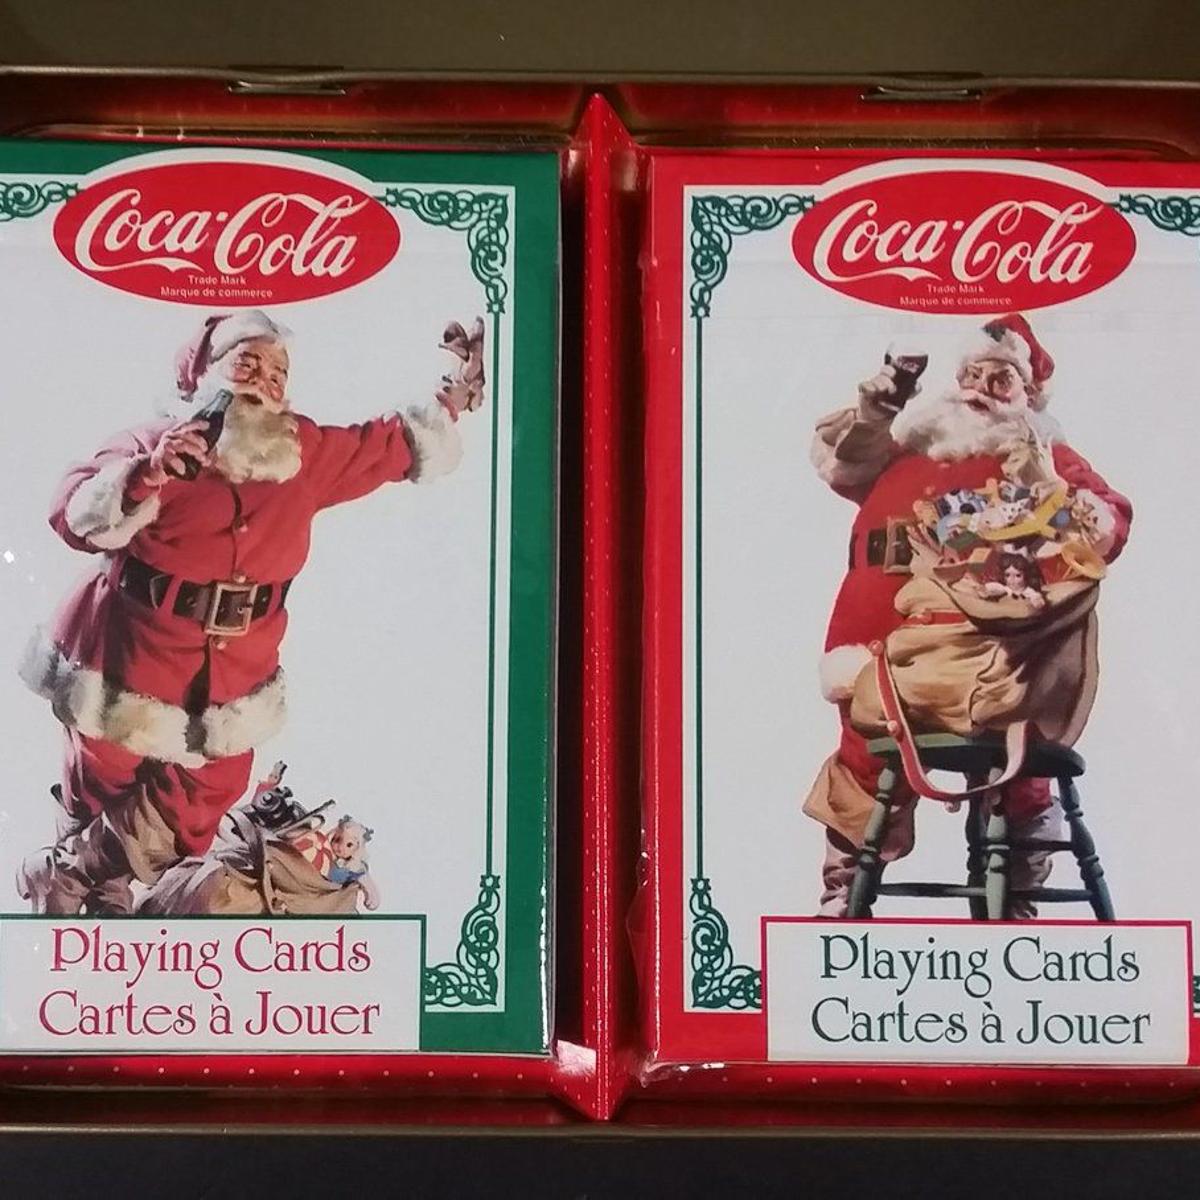 Coca-Cola
Trade Mark
Marque de commerce
Playing Cards
Cartes à Jouer
Coca-Cola
Trade Mark
Marque de commerce
Playing Cards
Cartes à Jouer